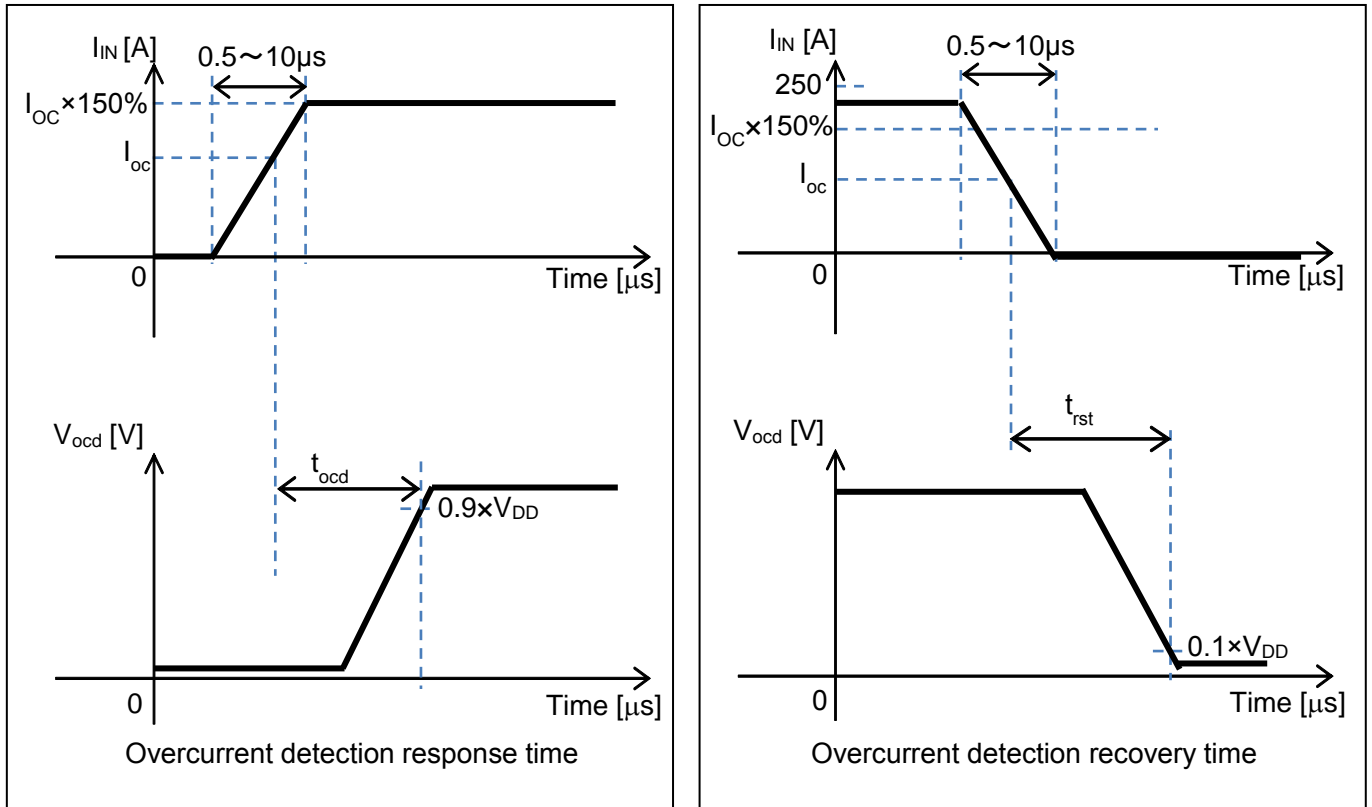 I_IN [A]
0.5～10µs
I_OC×150%
I_oc
0
Time [µs]
V_ocd [V]
t_ocd
0.9×V_DD
0
Time [µs]
Overcurrent detection response time
I_IN [A]
0.5～10µs
250
I_OC×150%
I_oc
0
Time [µs]
V_ocd [V]
t_rst
0.1×V_DD
0
Time [µs]
Overcurrent detection recovery time